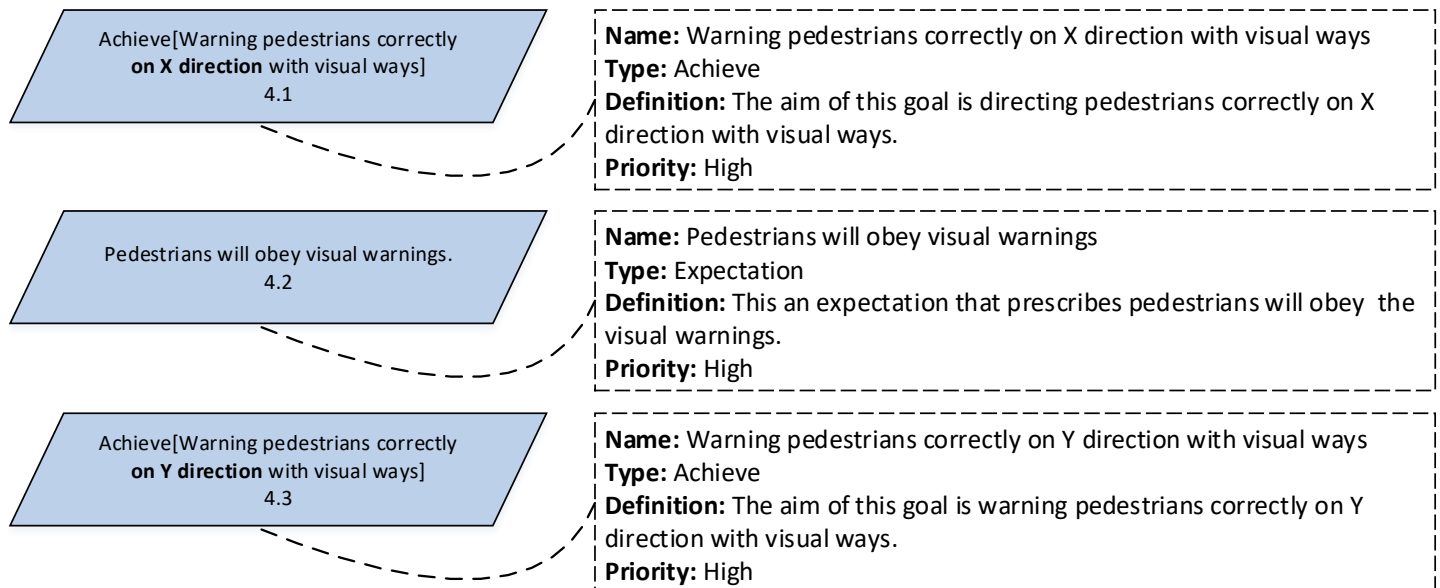 Achieve[Warning pedestrians correctly
on X direction with visual ways]
4.1
Name: Warning pedestrians correctly on X direction with visual ways
Type: Achieve
Definition: The aim of this goal is directing pedestrians correctly on X
direction with visual ways.
Priority: High
Pedestrians will obey visual warnings.
4.2
Name: Pedestrians will obey visual warnings
Type: Expectation
Definition: This an expectation that prescribes pedestrians will obey the
visual warnings.
Priority: High
Achieve[Warning pedestrians correctly
on Y direction with visual ways]
4.3
Name: Warning pedestrians correctly on Y direction with visual ways
Type: Achieve
Definition: The aim of this goal is warning pedestrians correctly on Y
direction with visual ways.
Priority: High